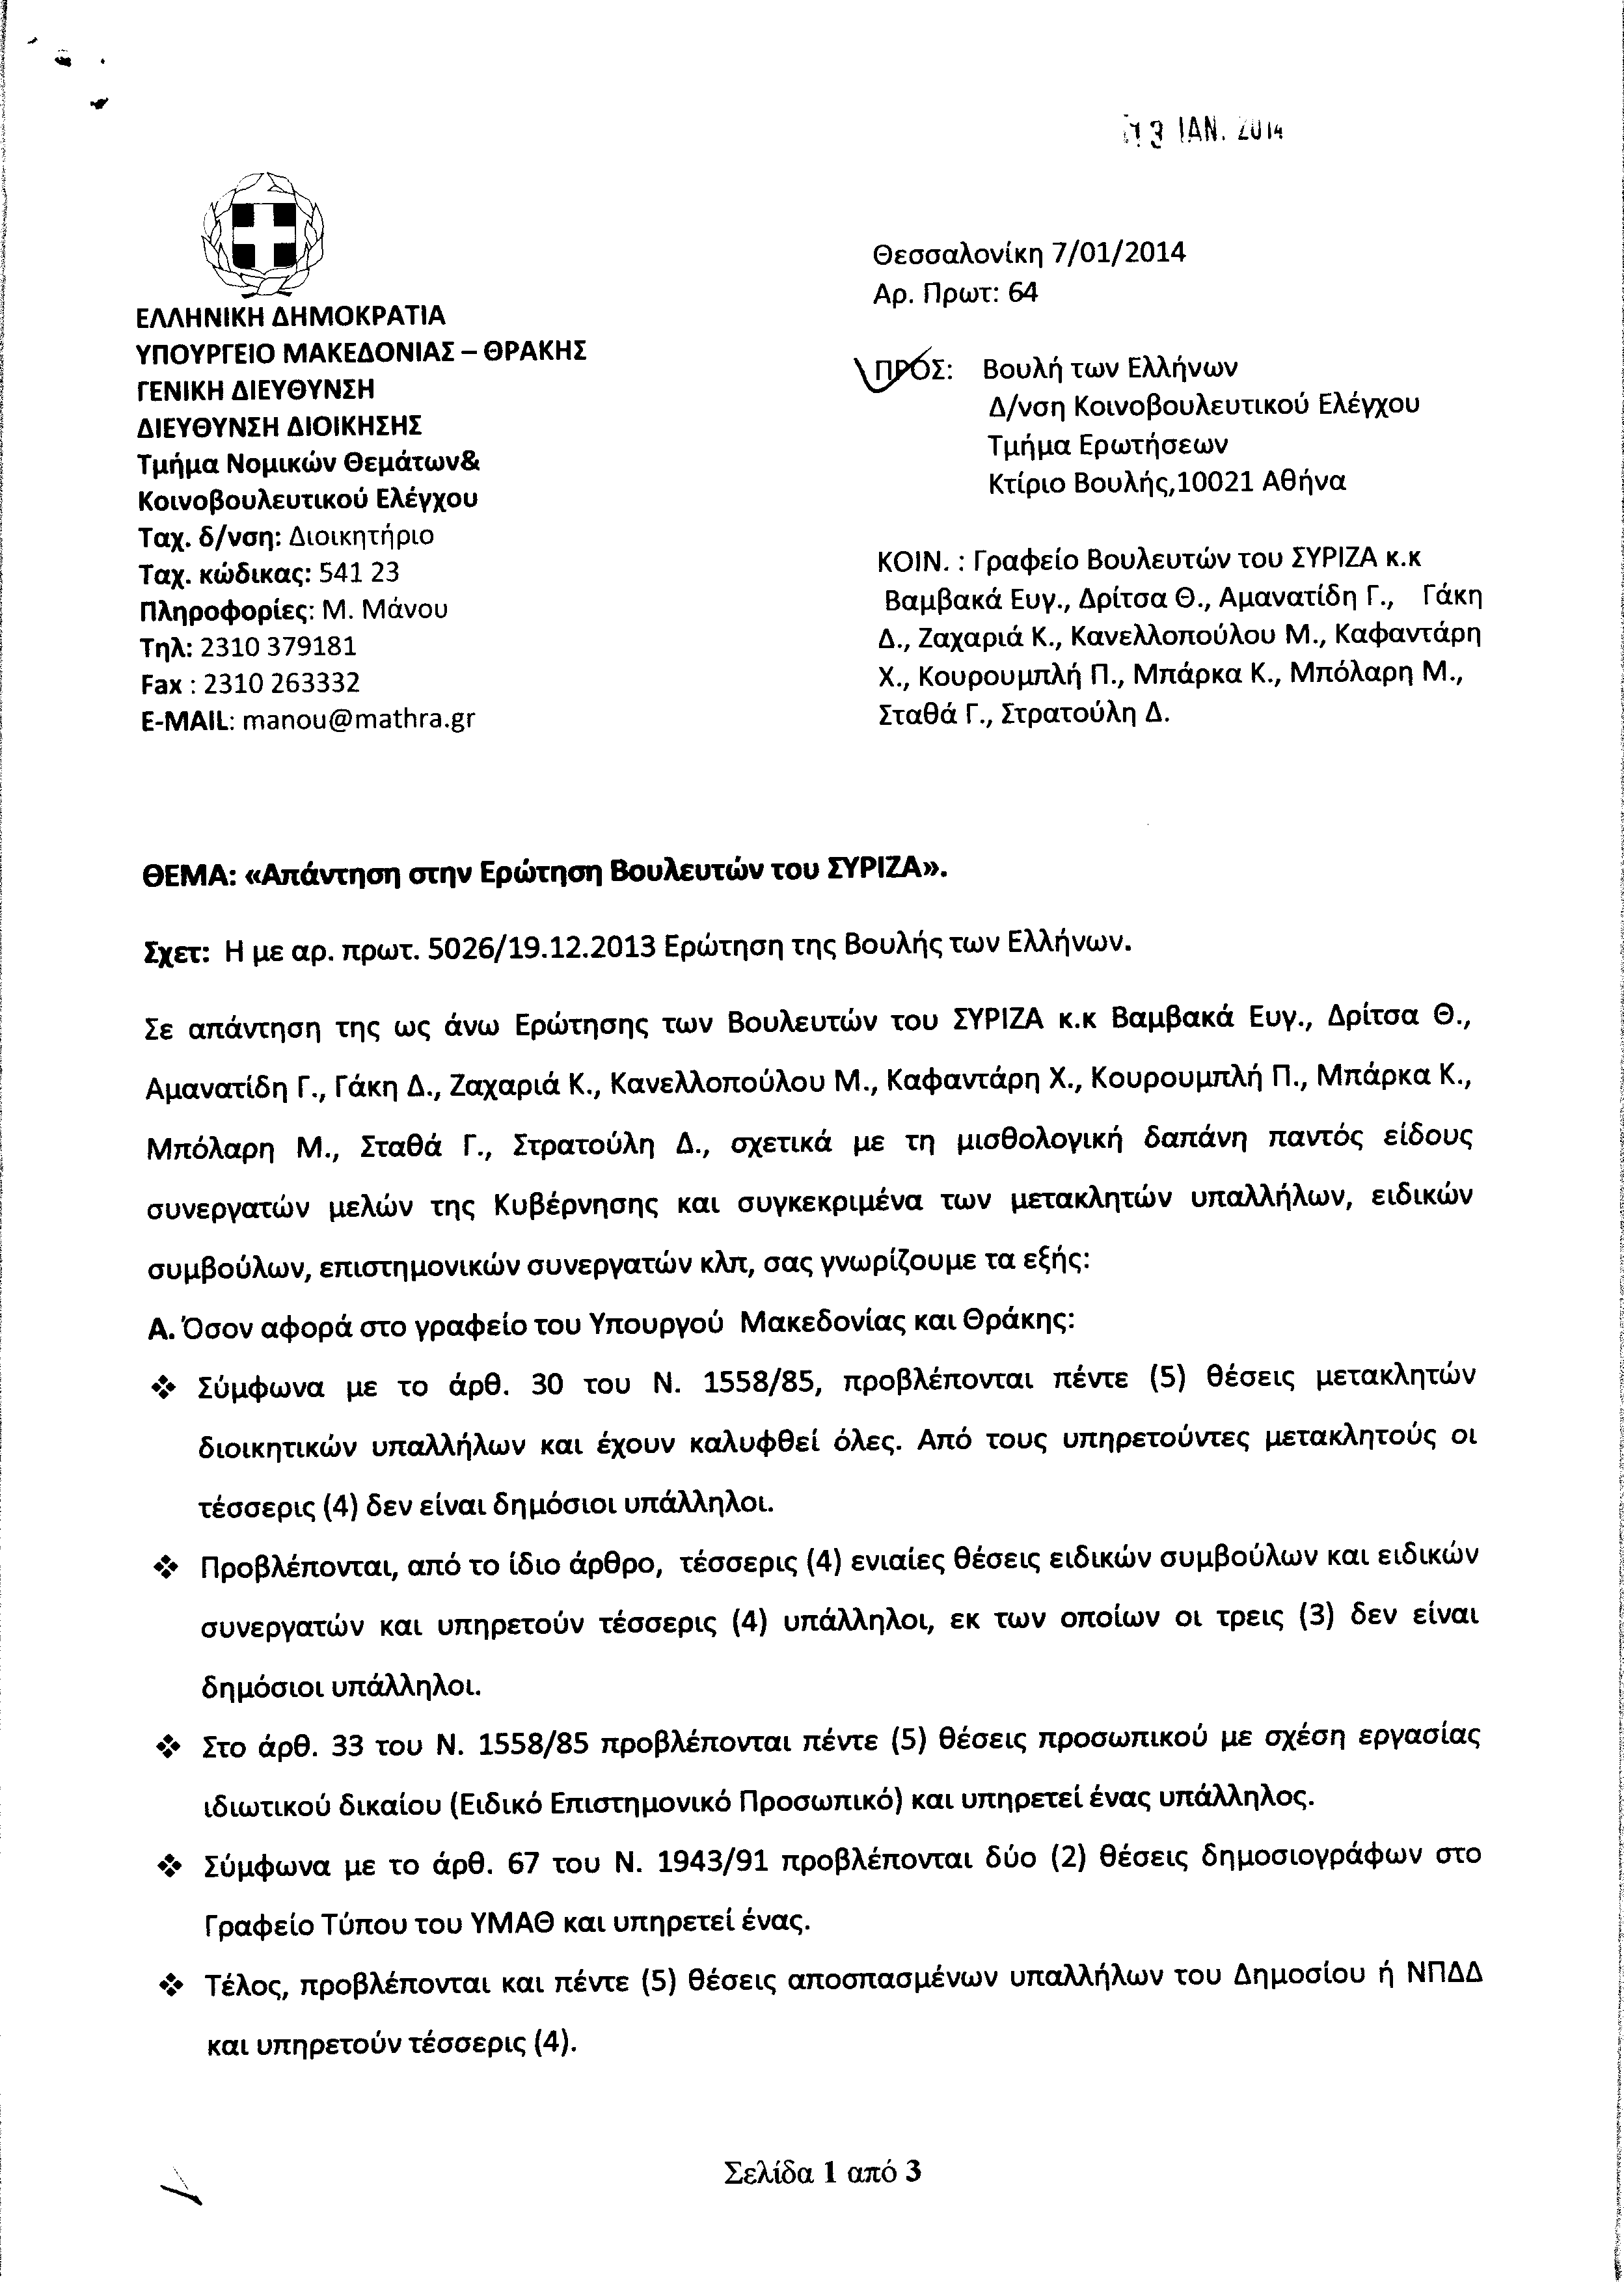 13 ΙΑΝ. 2014
Θεσσαλονίκη 7/01/2014
Αρ. Πρωτ: 64
ΕΛΛΗΝΙΚΗ ΔΗΜΟΚΡΑΤΙΑ
ΥΠΟΥΡΓΕΙΟ ΜΑΚΕΔΟΝΙΑΣ – ΘΡΑΚΗΣ
ΓΕΝΙΚΗ ΔΙΕΥΘΥΝΣΗ
ΔΙΕΥΘΥΝΣΗ ΔΙΟΙΚΗΣΗΣ
Τμήμα Νομικών Θεμάτων&
Κοινοβουλευτικού Ελέγχου
Ταχ. δ/νση: Διοικητήριο
Ταχ. κώδικας: 541 23
Πληροφορίες: Μ. Μάνου
Τηλ: 2310 379181
Fax : 2310 263332
E-MAIL: manou@mathra.gr
ΠΡΟΣ: Βουλή των Ελλήνων
Δ/νση Κοινοβουλευτικού Ελέγχου
Τμήμα Ερωτήσεων
Κτίριο Βουλής,10021 Αθήνα
ΚΟΙΝ. : Γραφείο Βουλευτών του ΣΥΡΙΖΑ κ.κ
Βαμβακά Ευγ., Δρίτσα Θ., Αμανατίδη Γ., Γάκη
Δ., Ζαχαριά Κ., Κανελλοπούλου Μ., Καφαντάρη
Χ., Κουρουμπλή Π., Μπάρκα Κ., Μπόλαρη Μ.,
Σταθά Γ., Στρατούλη Δ.
ΘΕΜΑ: «Απάντηση στην Ερώτηση Βουλευτών του ΣΥΡΙΖΑ».
Σχετ: Η με αρ. πρωτ. 5026/19.12.2013 Ερώτηση της Βουλής των Ελλήνων.
Σε απάντηση της ως άνω Ερώτησης των Βουλευτών του ΣΥΡΙΖΑ κ.κ Βαμβακά Ευγ., Δρίτσα Θ.,
Αμανατίδη Γ., Γάκη Δ., Ζαχαριά Κ., Κανελλοπούλου Μ., Καφαντάρη Χ., Κουρουμπλή Π., Μπάρκα Κ.,
Μπόλαρη Μ., Σταθά Γ., Στρατούλη Δ., σχετικά με τη μισθολογική δαπάνη παντός είδους
συνεργατών μελών της Κυβέρνησης και συγκεκριμένα των μετακλητών υπαλλήλων, ειδικών
συμβούλων, επιστημονικών συνεργατών κλπ, σας γνωρίζουμε τα εξής:
Α. Όσον αφορά στο γραφείο του Υπουργού Μακεδονίας και Θράκης:
❖ Σύμφωνα με το άρθ. 30 του Ν. 1558/85, προβλέπονται πέντε (5) θέσεις μετακλητών
διοικητικών υπαλλήλων και έχουν καλυφθεί όλες. Από τους υπηρετούντες μετακλητούς οι
τέσσερις (4) δεν είναι δημόσιοι υπάλληλοι.
❖ Προβλέπονται, από το ίδιο άρθρο, τέσσερις (4) ενιαίες θέσεις ειδικών συμβούλων και ειδικών
συνεργατών και υπηρετούν τέσσερις (4) υπάλληλοι, εκ των οποίων οι τρεις (3) δεν είναι
δημόσιοι υπάλληλοι.
❖ Στο άρθ. 33 του Ν. 1558/85 προβλέπονται πέντε (5) θέσεις προσωπικού με σχέση εργασίας
ιδιωτικού δικαίου (Ειδικό Επιστημονικό Προσωπικό) και υπηρετεί ένας υπάλληλος.
❖ Σύμφωνα με το άρθ. 67 του Ν. 1943/91 προβλέπονται δύο (2) θέσεις δημοσιογράφων στο
Γραφείο Τύπου του ΥΜΑΘ και υπηρετεί ένας.
❖ Τέλος, προβλέπονται και πέντε (5) θέσεις αποσπασμένων υπαλλήλων του Δημοσίου ή ΝΠΔΔ
και υπηρετούν τέσσερις (4).
Σελίδα 1 από 3